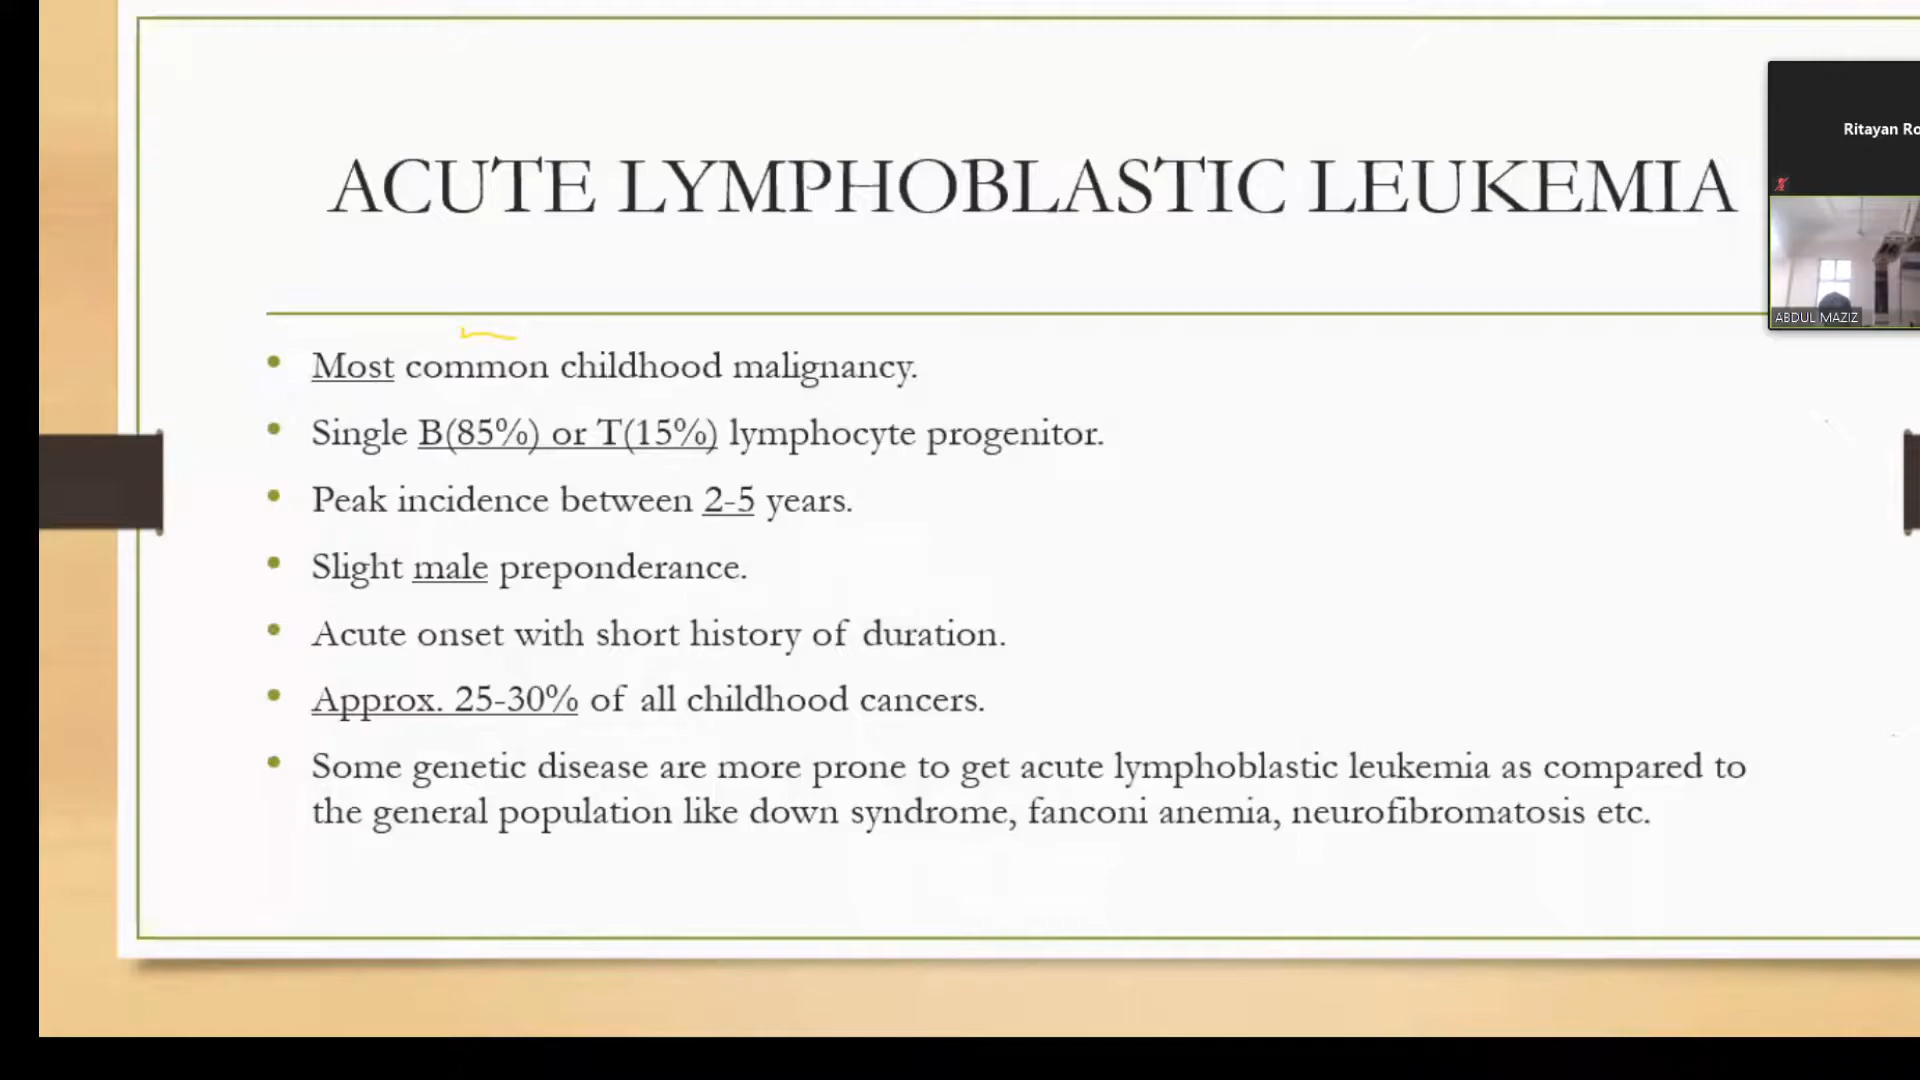 ACUTE LYMPHOBLASTIC LEUKEMIA
Ritayan Ro
ABDUL MAZIZ
Most common childhood malignancy.
Single B(85%) or T(15%) lymphocyte progenitor.
Peak incidence between 2-5 years.
Slight male preponderance.
Acute onset with short history of duration.
Approx. 25-30% of all childhood cancers.
Some genetic disease are more prone to get acute lymphoblastic leukemia as compared to
the general population like down syndrome, fanconi anemia, neurofibromatosis etc.